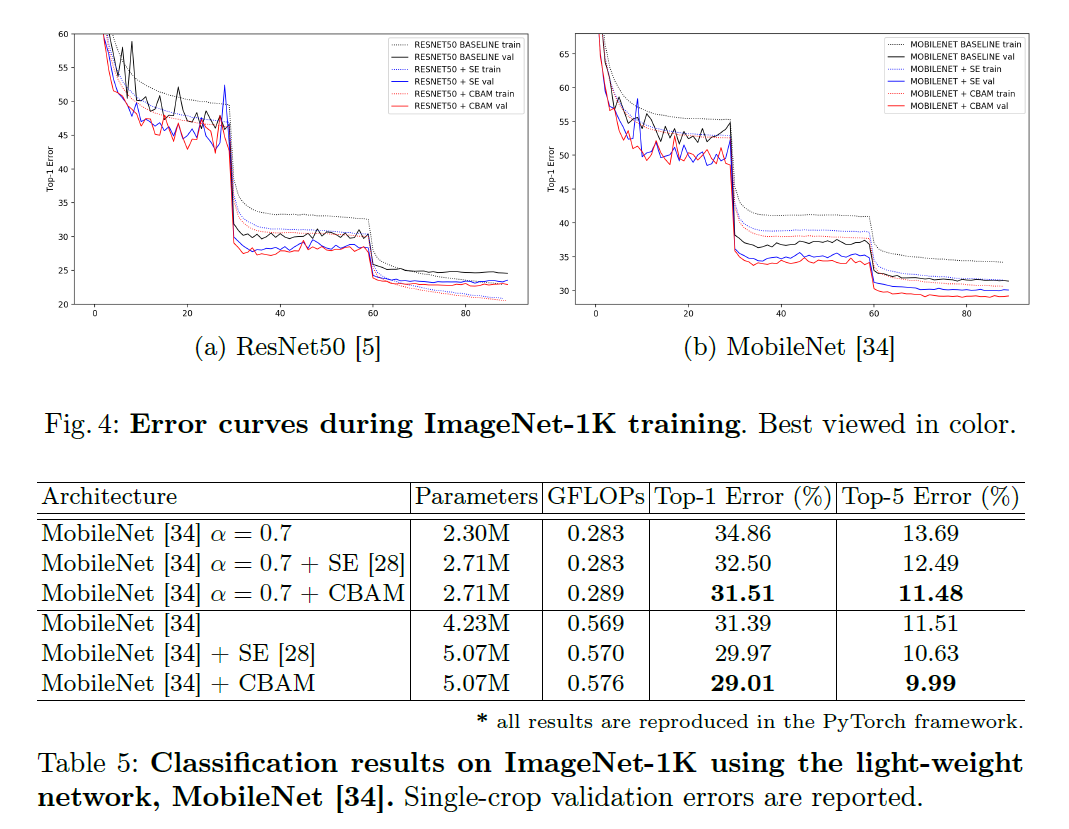 60
55
50
45
40
35
30
25
20
Top-1 Error
0 20 40 60 80
RESNET50 BASELINE train
RESNET50 BASELINE val
RESNET50 + SE train
RESNET50 + SE val
RESNET50 + CBAM train
RESNET50 + CBAM val
65
60
55
50
45
40
35
30
Top-1 Error
0 20 40 60 80
MOBILENET BASELINE train
MOBILENET BASELINE val
MOBILENET + SE train
MOBILENET + SE val
MOBILENET + CBAM train
MOBILENET + CBAM val
(a) ResNet50 [5]
(b) MobileNet [34]
Fig. 4: Error curves during ImageNet-1K training. Best viewed in color.
Architecture Parameters GFLOPs Top-1 Error (%) Top-5 Error (%)
MobileNet [34] α = 0.7 2.30M 0.283 34.86 13.69
MobileNet [34] α = 0.7 + SE [28] 2.71M 0.283 32.50 12.49
MobileNet [34] α = 0.7 + CBAM 2.71M 0.289 31.51 11.48
MobileNet [34] 4.23M 0.569 31.39 11.51
MobileNet [34] + SE [28] 5.07M 0.570 29.97 10.63
MobileNet [34] + CBAM 5.07M 0.576 29.01 9.99
* all results are reproduced in the PyTorch framework.
Table 5: Classification results on ImageNet-1K using the light-weight
network, MobileNet [34]. Single-crop validation errors are reported.